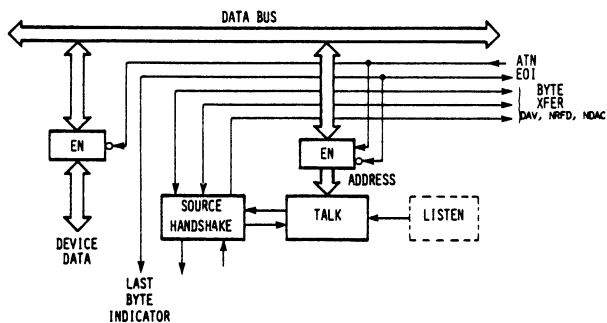 DATA BUS
ATN
EOI
BYTE
XFER
DAV, NRFD, NDAC
EN
EN
ADDRESS
SOURCE
HANDSHAKE
TALK
LISTEN
DEVICE
DATA
LAST
BYTE
INDICATOR